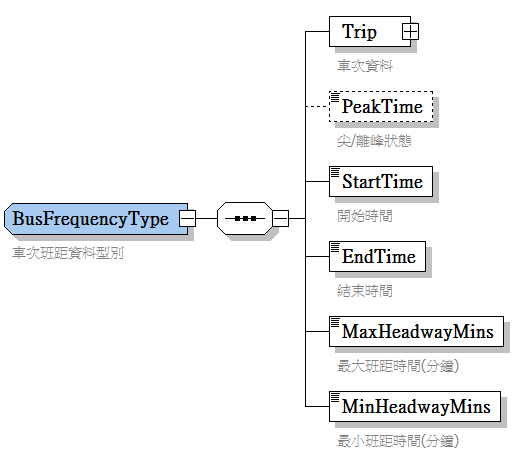 Trip
車次資料
PeakTime
尖/離峰狀態
StartTime
開始時間
BusFrequencyType
車次班距資料型別
EndTime
結束時間
MaxHeadwayMins
最大班距時間(分鐘)
MinHeadwayMins
最小班距時間(分鐘)